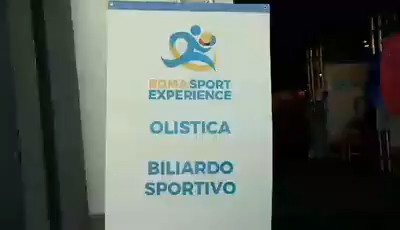 ROMA SPORT
EXPERIENCE
OLISTICA
BILIARDO
SPORTIVO